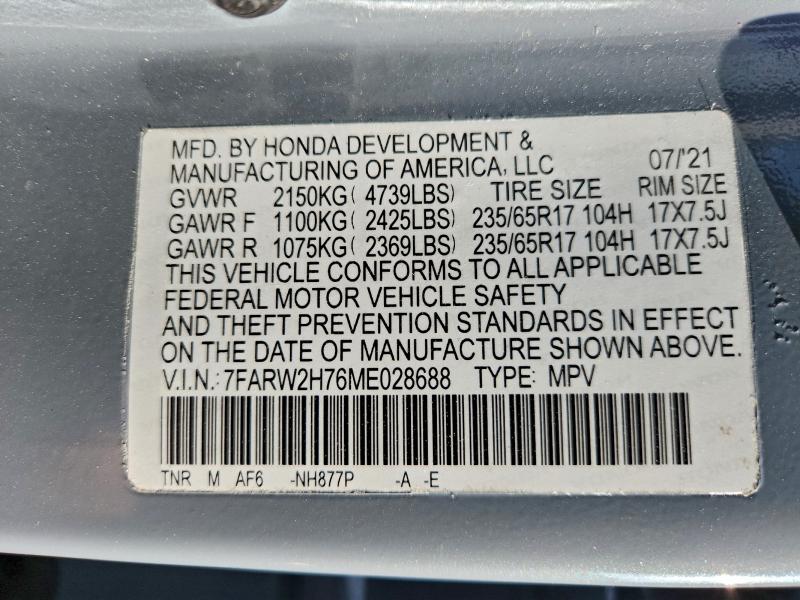 MFD. BY HONDA DEVELOPMENT &
MANUFACTURING OF AMERICA, LLC 07/'21
GVWR 2150KG( 4739LBS) TIRE SIZE RIM SIZE
GAWR F 1100KG( 2425LBS) 235/65R17 104H 17X7.5J
GAWR R 1075KG( 2369LBS) 235/65R17 104H 17X7.5J
THIS VEHICLE CONFORMS TO ALL APPLICABLE
FEDERAL MOTOR VEHICLE SAFETY
AND THEFT PREVENTION STANDARDS IN EFFECT
ON THE DATE OF MANUFACTURE SHOWN ABOVE.
V.I.N.: 7FARW2H76ME028688 TYPE: MPV
TNR M AF6 -NH877P -A -E